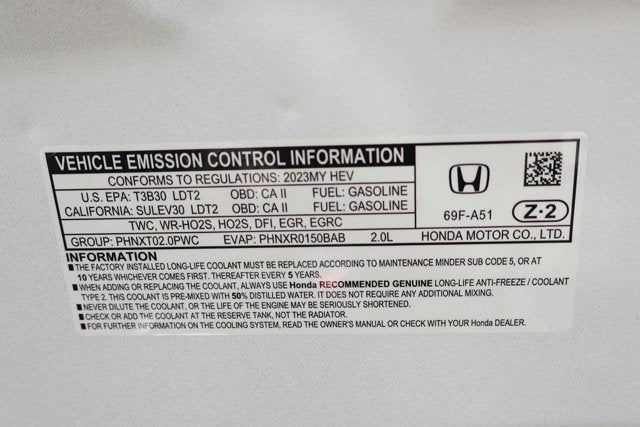 VEHICLE EMISSION CONTROL INFORMATION
CONFORMS TO REGULATIONS: 2023MY HEV
U.S. EPA: T3B30 LDT2 OBD: CA II FUEL: GASOLINE
CALIFORNIA: SULEV30 LDT2 OBD: CA II FUEL: GASOLINE
TWC, WR-HO2S, HO2S, DFI, EGR, EGRC
GROUP: PHNXT02.0PWC EVAP: PHNXR0150BAB 2.0L
69F-A51
Z-2
HONDA MOTOR CO., LTD.
INFORMATION
■ THE FACTORY INSTALLED LONG-LIFE COOLANT MUST BE REPLACED ACCORDING TO MAINTENANCE MINDER SUB CODE 5, OR AT
10 YEARS WHICHEVER COMES FIRST. THEREAFTER EVERY 5 YEARS.
■ WHEN ADDING OR REPLACING THE COOLANT, ALWAYS USE Honda RECOMMENDED GENUINE LONG-LIFE ANTI-FREEZE / COOLANT
TYPE 2. THIS COOLANT IS PRE-MIXED WITH 50% DISTILLED WATER. IT DOES NOT REQUIRE ANY ADDITIONAL MIXING.
■ NEVER DILUTE THE COOLANT, OR THE LIFE OF THE ENGINE MAY BE SERIOUSLY SHORTENED.
■ CHECK OR ADD COOLANT AT THE RESERVE TANK, NOT THE RADIATOR.
■ FOR FURTHER INFORMATION ON THE COOLING SYSTEM, READ THE OWNER'S MANUAL OR CHECK WITH YOUR Honda DEALER.